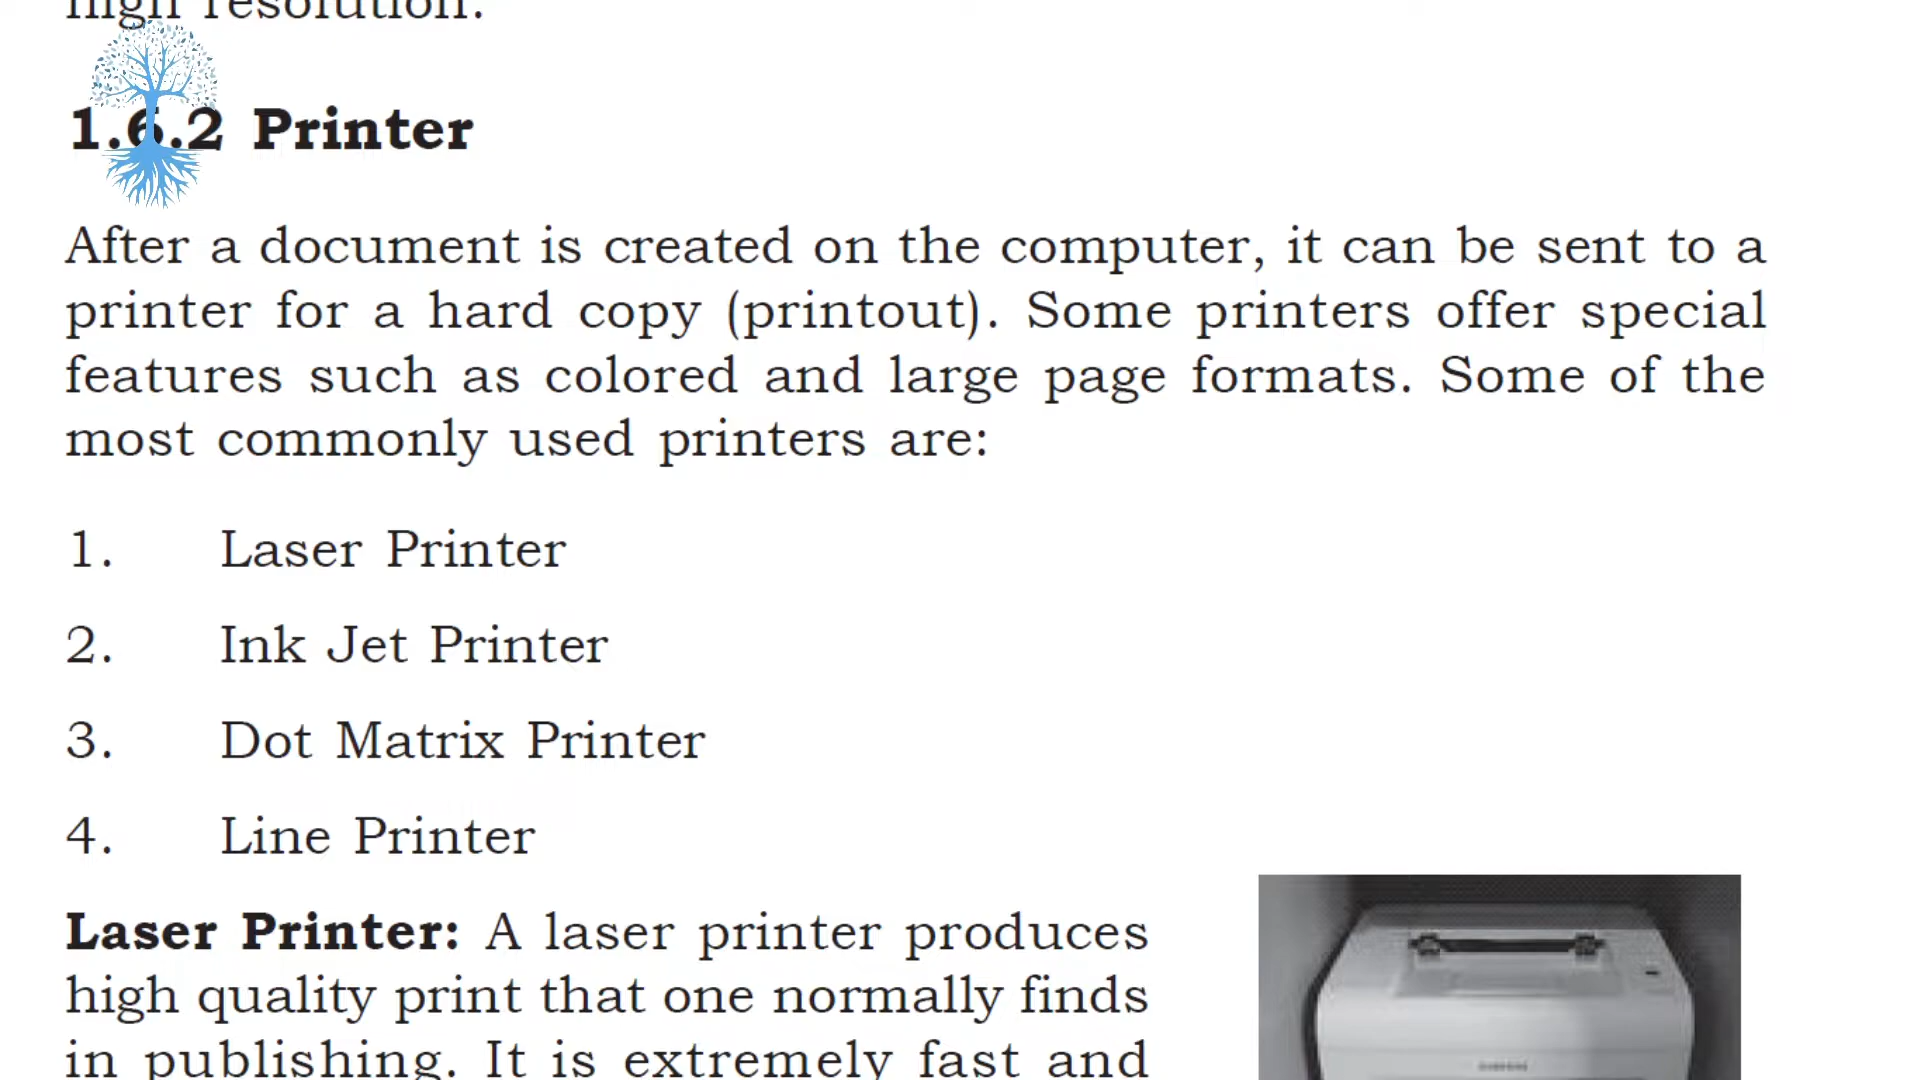 high resolution.
1.6.2 Printer
After a document is created on the computer, it can be sent to a
printer for a hard copy (printout). Some printers offer special
features such as colored and large page formats. Some of the
most commonly used printers are:
1. Laser Printer
2. Ink Jet Printer
3. Dot Matrix Printer
4. Line Printer
Laser Printer: A laser printer produces
high quality print that one normally finds
in publishing. It is extremely fast and